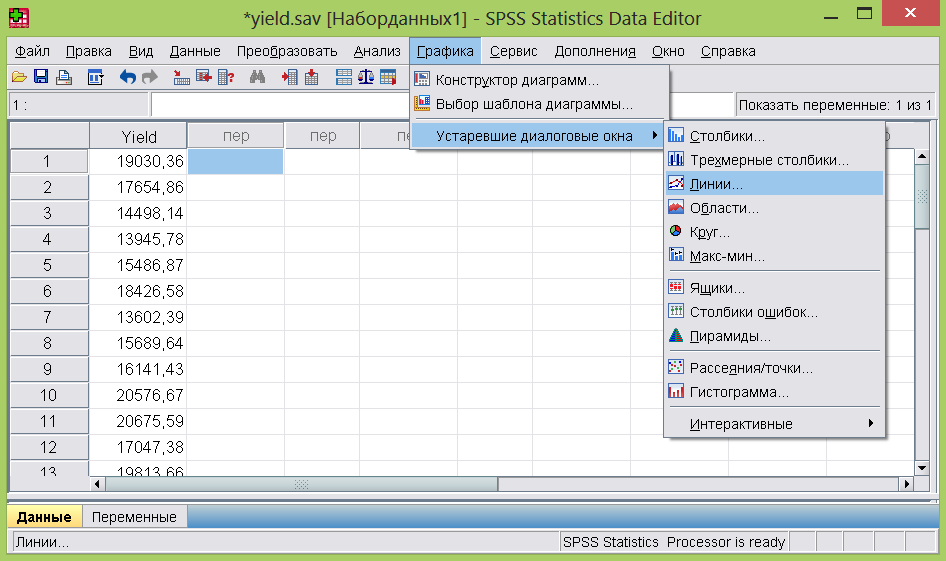 *yield.sav [Наборданных1] - SPSS Statistics Data Editor
Файл Правка Вид Данные Преобразовать Анализ Графика Сервис Дополнения Окно Справка
1 :
Показать переменные: 1 из 1
Конструктор диаграмм...
Выбор шаблона диаграммы...
Устаревшие диалоговые окна
Столбики...
Трехмерные столбики...
Линии...
Области...
Круг...
Макс-мин...
Ящики...
Столбики ошибок...
Пирамиды...
Рассеяния/точки...
Гистограмма...
Интерактивные
Yield пер пер
1 19030,36
2 17654,86
3 14498,14
4 13945,78
5 15486,87
6 18426,58
7 13602,39
8 15689,64
9 16141,43
10 20576,67
11 20675,59
12 17047,38
13 19813,66
Данные Переменные
Линии...
SPSS Statistics Processor is ready